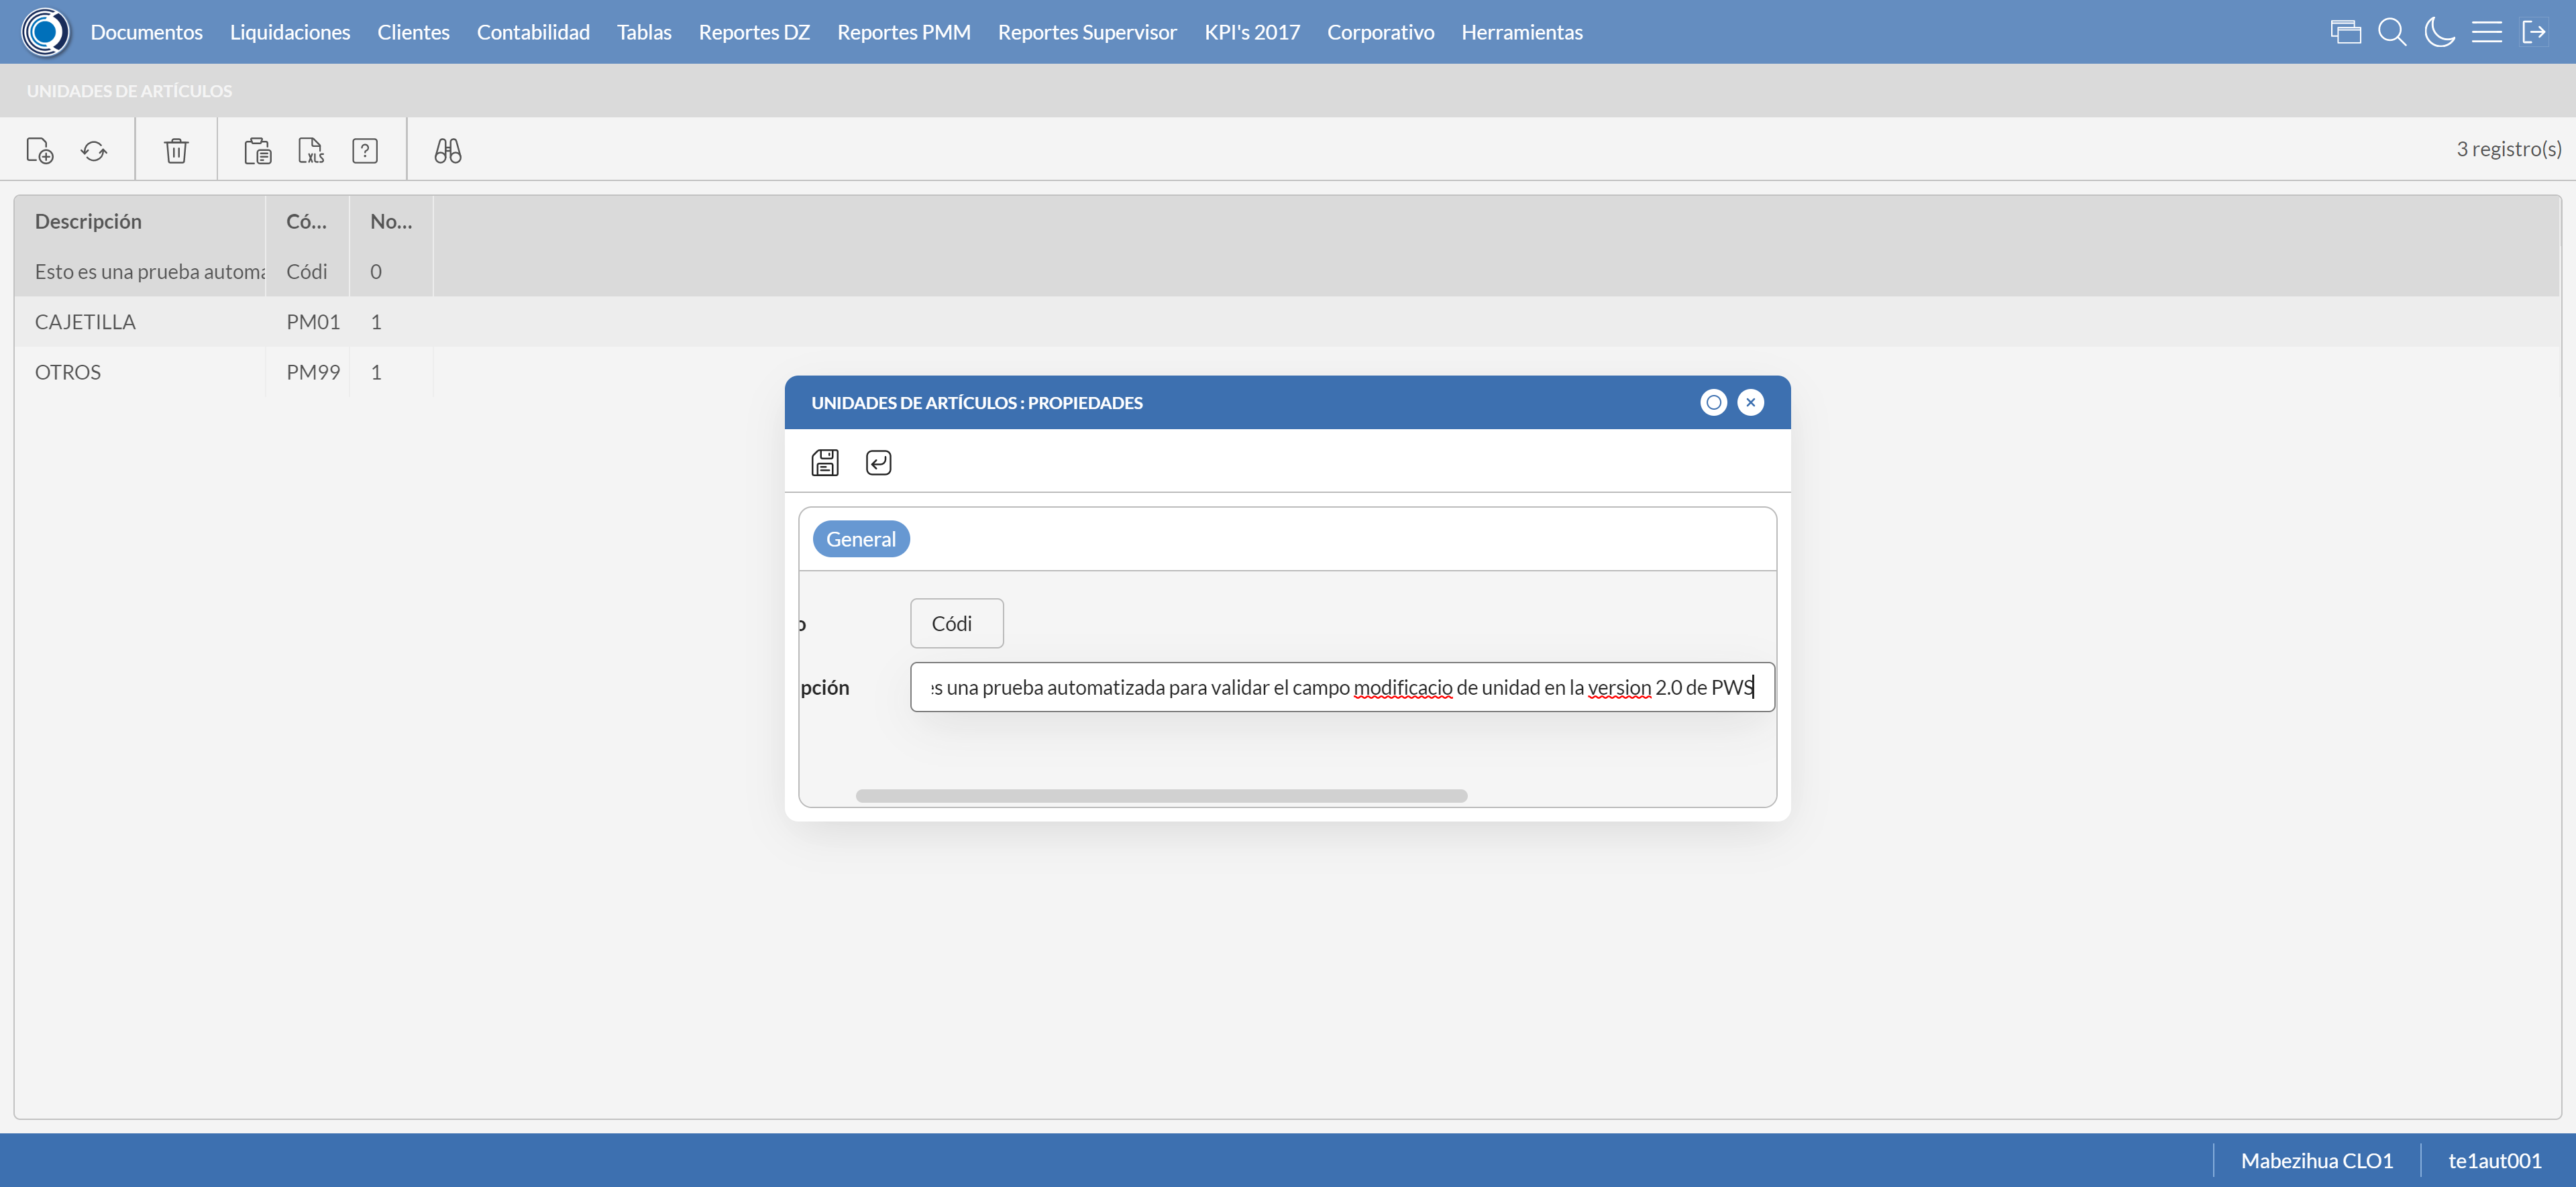 Documentos Liquidaciones Clientes Contabilidad Tablas Reportes DZ Reportes PMM Reportes Supervisor KPI's 2017 Corporativo Herramientas
UNIDADES DE ARTÍCULOS
XLS ? 3 registro(s)
Descripción Có... No...
Esto es una prueba automa Códi 0
CAJETILLA PM01 1
OTROS PM99 1
UNIDADES DE ARTÍCULOS : PROPIEDADES
General
o Códi
pción es una prueba automatizada para validar el campo modificacio de unidad en la version 2.0 de PWS
Mabezihua CLO1 te1aut001